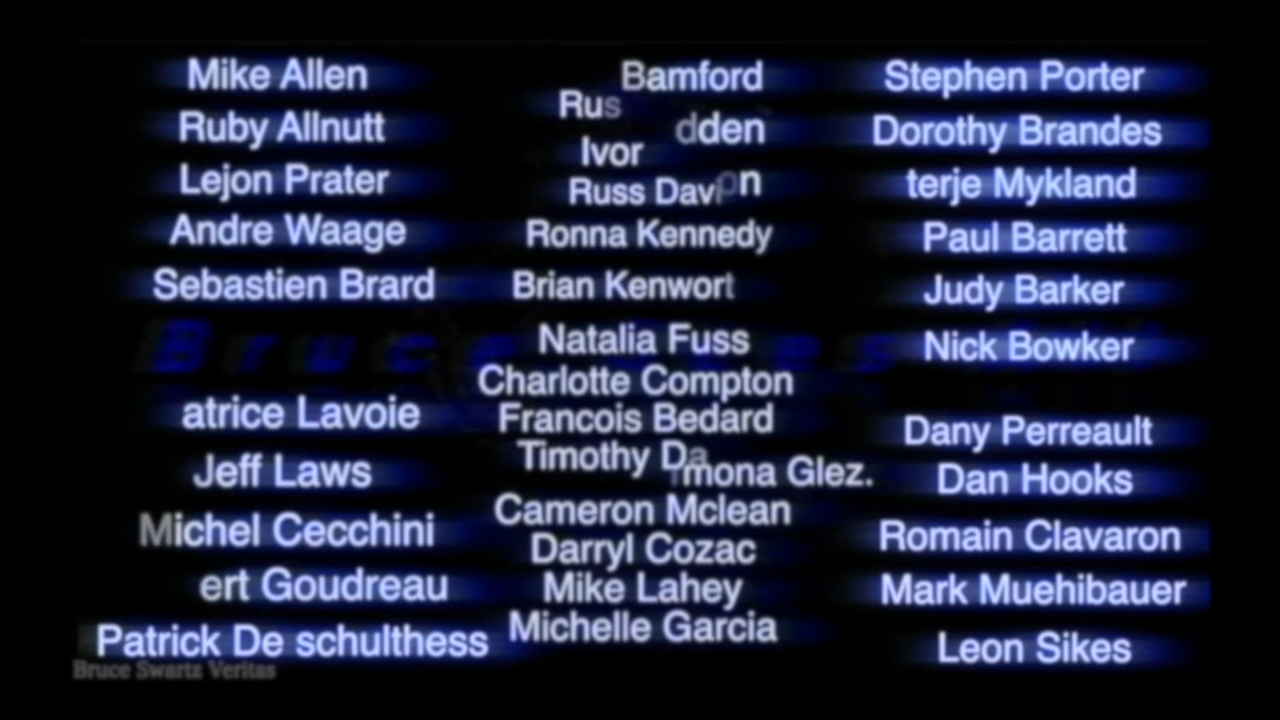 Mike Allen
Ruby Allnutt
Lejon Prater
Andre Waage
Sebastien Brard
atrice Lavoie
Jeff Laws
Michel Cecchini
ert Goudreau
Patrick De schulthess
Bamford
Rus
dden
Ivor
n
Russ Davi
Ronna Kennedy
Brian Kenwort
Natalia Fuss
Charlotte Compton
Francois Bedard
Timothy Da
mona Glez.
Cameron Mclean
Darryl Cozac
Mike Lahey
Michelle Garcia
Stephen Porter
Dorothy Brandes
terje Mykland
Paul Barrett
Judy Barker
Nick Bowker
Dany Perreault
Dan Hooks
Romain Clavaron
Mark Muehibauer
Leon Sikes
Bruce
Bruce Swartz Veritas